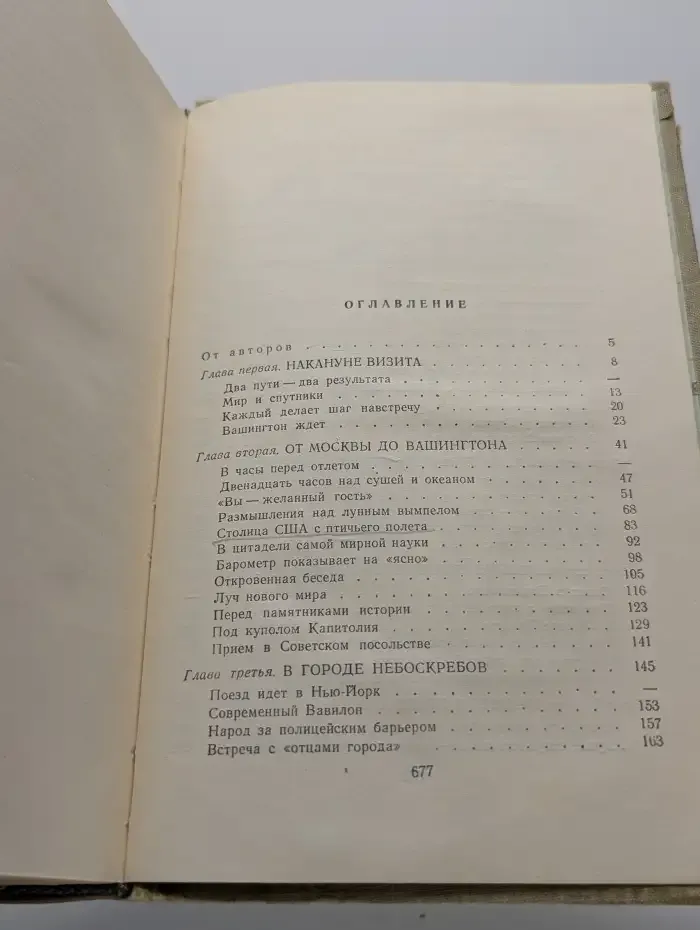 ОГЛАВЛЕНИЕ
От авторов . . . . . . . . . . . . . . . . 5
Глава первая. НАКАНУНЕ ВИЗИТА . . . . . . . . . 8
Два пути — два результата . . . . . . . . . . —
Мир и спутники . . . . . . . . . . . . . . 13
Каждый делает шаг навстречу . . . . . . . . . 20
Вашингтон ждет . . . . . . . . . . . . . . 23
Глава вторая. ОТ МОСКВЫ ДО ВАШИНГТОНА . . . . . 41
В часы перед отлетом . . . . . . . . . . . . —
Двенадцать часов над сушей и океаном . . . . . . 47
«Вы — желанный гость» . . . . . . . . . . . . 51
Размышления над лунным вымпелом . . . . . . . 68
Столица США с птичьего полета . . . . . . . . . 83
В цитадели самой мирной науки . . . . . . . . . 92
Барометр показывает на «ясно» . . . . . . . . . 98
Откровенная беседа . . . . . . . . . . . . . 105
Луч нового мира . . . . . . . . . . . . . . 116
Перед памятниками истории . . . . . . . . . . 123
Под куполом Капитолия . . . . . . . . . . . . 129
Прием в Советском посольстве . . . . . . . . . 141
Глава третья. В ГОРОДЕ НЕБОСКРЕБОВ . . . . . . . 145
Поезд идет в Нью-Йорк . . . . . . . . . . . . —
Современный Вавилон . . . . . . . . . . . . . 153
Народ за полицейским барьером . . . . . . . . . 157
Встреча с «отцами города» . . . . . . . . . . . 163
677